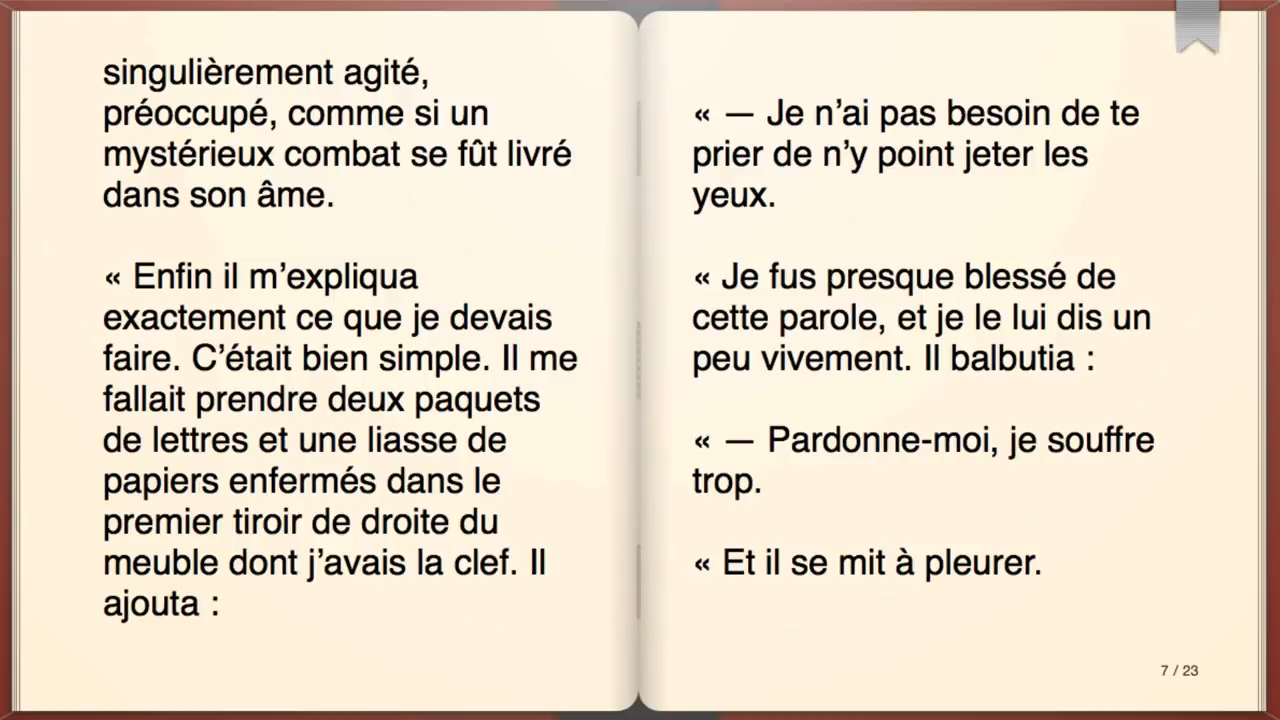 singulièrement agité,
préoccupé, comme si un
mystérieux combat se fût livré
dans son âme.
« Enfin il m’expliqua
exactement ce que je devais
faire. C’était bien simple. Il me
fallait prendre deux paquets
de lettres et une liasse de
papiers enfermés dans le
premier tiroir de droite du
meuble dont j’avais la clef. Il
ajouta :
« — Je n’ai pas besoin de te
prier de n’y point jeter les
yeux.
« Je fus presque blessé de
cette parole, et je le lui dis un
peu vivement. Il balbutia :
« — Pardonne-moi, je souffre
trop.
« Et il se mit à pleurer.
7 / 23